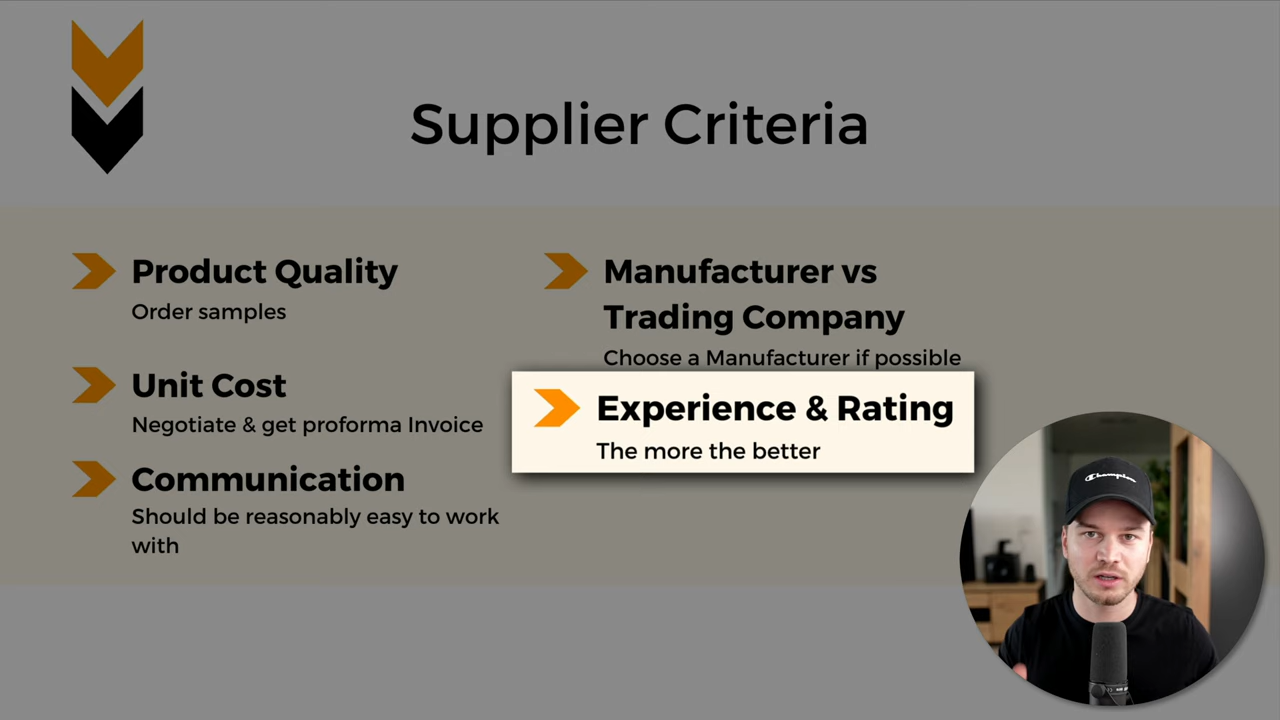 Supplier Criteria
Product Quality
Order samples
Unit Cost
Negotiate & get proforma Invoice
Communication
Should be reasonably easy to work
with
Manufacturer vs
Trading Company
Choose a Manufacturer if possible
Experience & Rating
The more the better
Champion